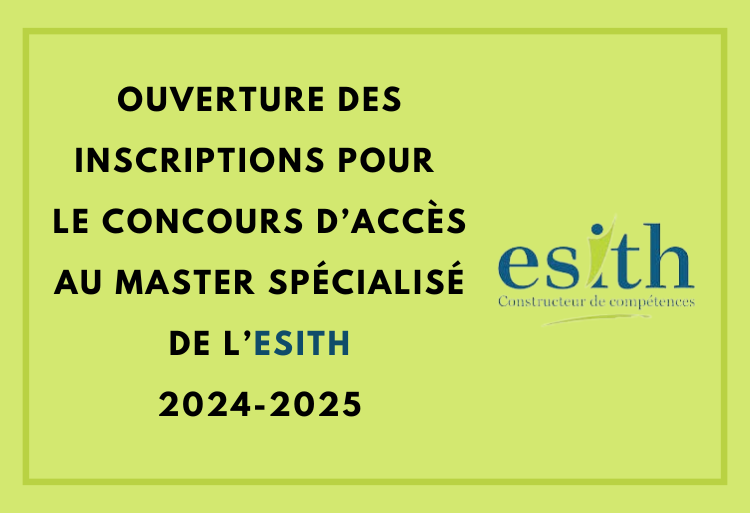 OUVERTURE DES
INSCRIPTIONS POUR
LE CONCOURS D’ACCÈS
AU MASTER SPÉCIALISÉ
DE L’ESITH
2024-2025
esith
Constructeur de compétences